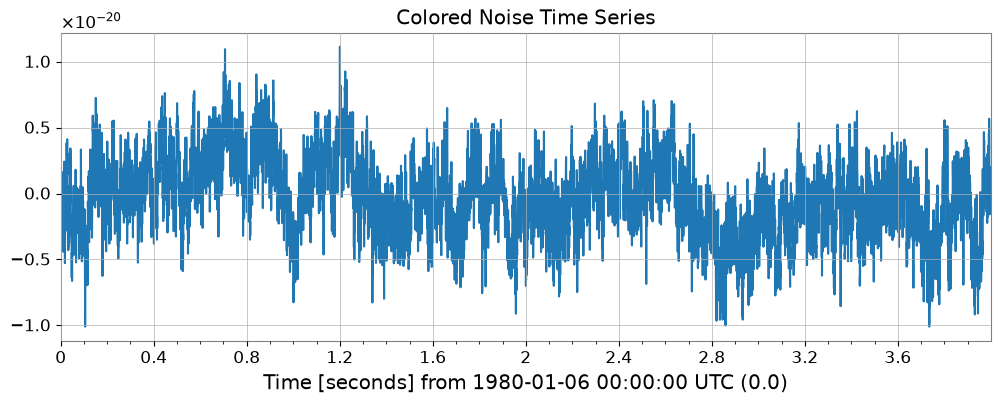 Colored Noise Time Series
×10⁻²⁰
1.0
0.5
0.0
−0.5
−1.0
0 0.4 0.8 1.2 1.6 2 2.4 2.8 3.2 3.6
Time [seconds] from 1980-01-06 00:00:00 UTC (0.0)